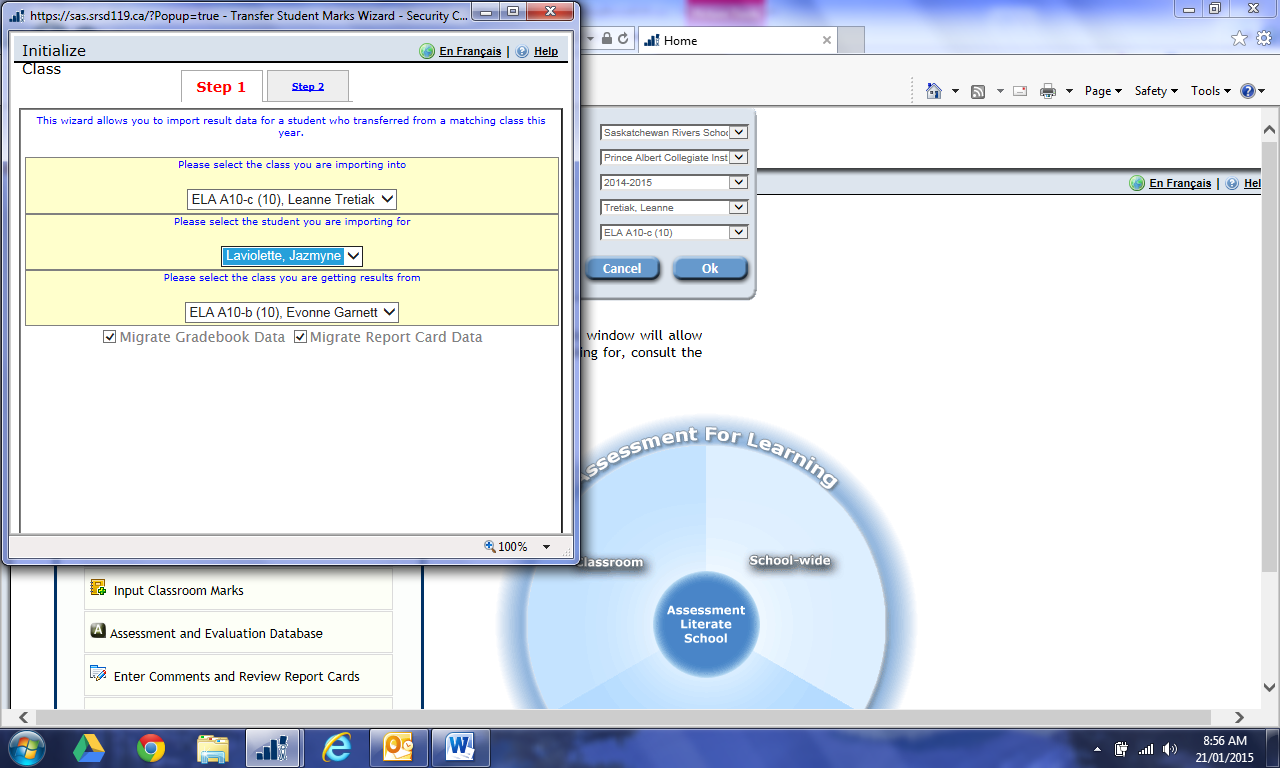 https://sas.srsd119.ca/?Popup=true - Transfer Student Marks Wizard - Security C...
Initialize
Class
En Français | Help
Step 1
Step 2
This wizard allows you to import result data for a student who transferred from a matching class this
year.
Please select the class you are importing into
ELA A10-c (10), Leanne Tretiak
Please select the student you are importing for
Laviolette, Jazmyne
Please select the class you are getting results from
ELA A10-b (10), Evonne Garnett
Migrate Gradebook Data Migrate Report Card Data
100%
Home
Page Safety Tools
Saskatchewan Rivers Schoo
Prince Albert Collegiate Inst
2014-2015
Tretiak, Leanne
ELA A10-c (10)
Cancel Ok
En Français | Hel
window will allow
ing for, consult the
Assessment For Learning
Classroom
School-wide
Assessment
Literate
School
Input Classroom Marks
Assessment and Evaluation Database
Enter Comments and Review Report Cards
8:56 AM
21/01/2015